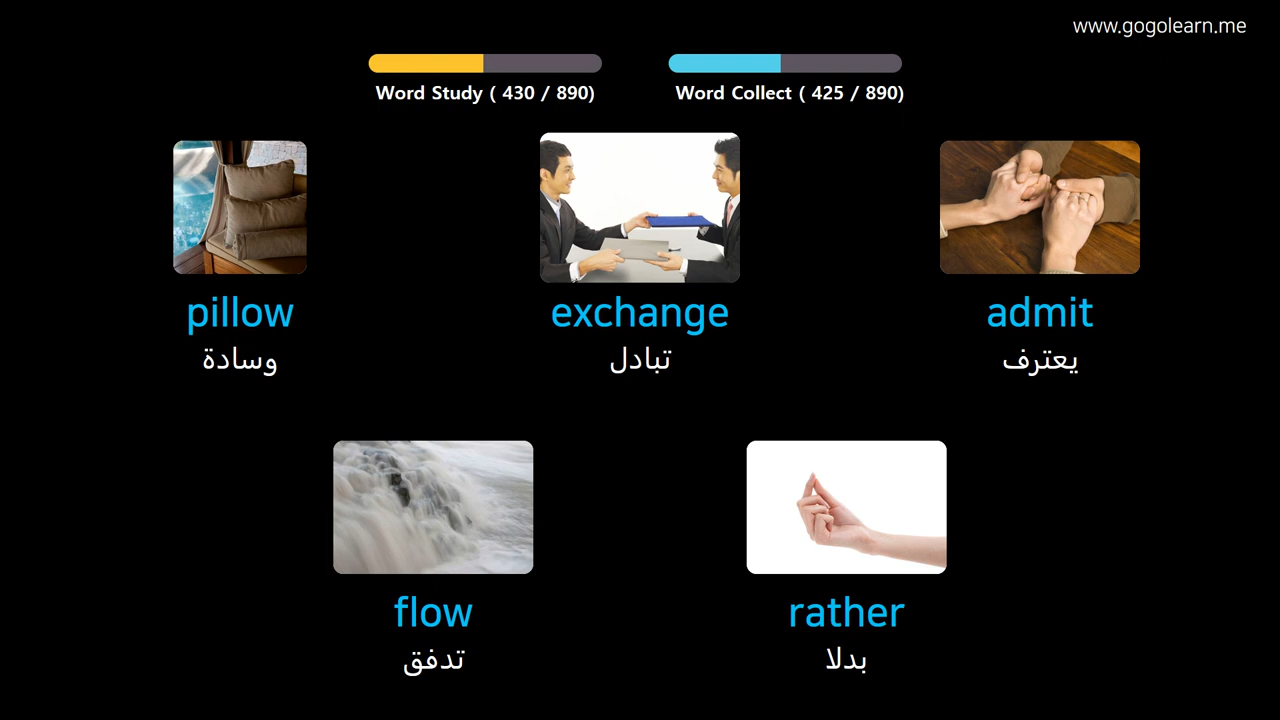 www.gogolearn.me
Word Study ( 430 / 890)
Word Collect ( 425 / 890)
pillow
وسادة
exchange
تبادل
admit
يعترف
flow
تدفق
rather
بدلا